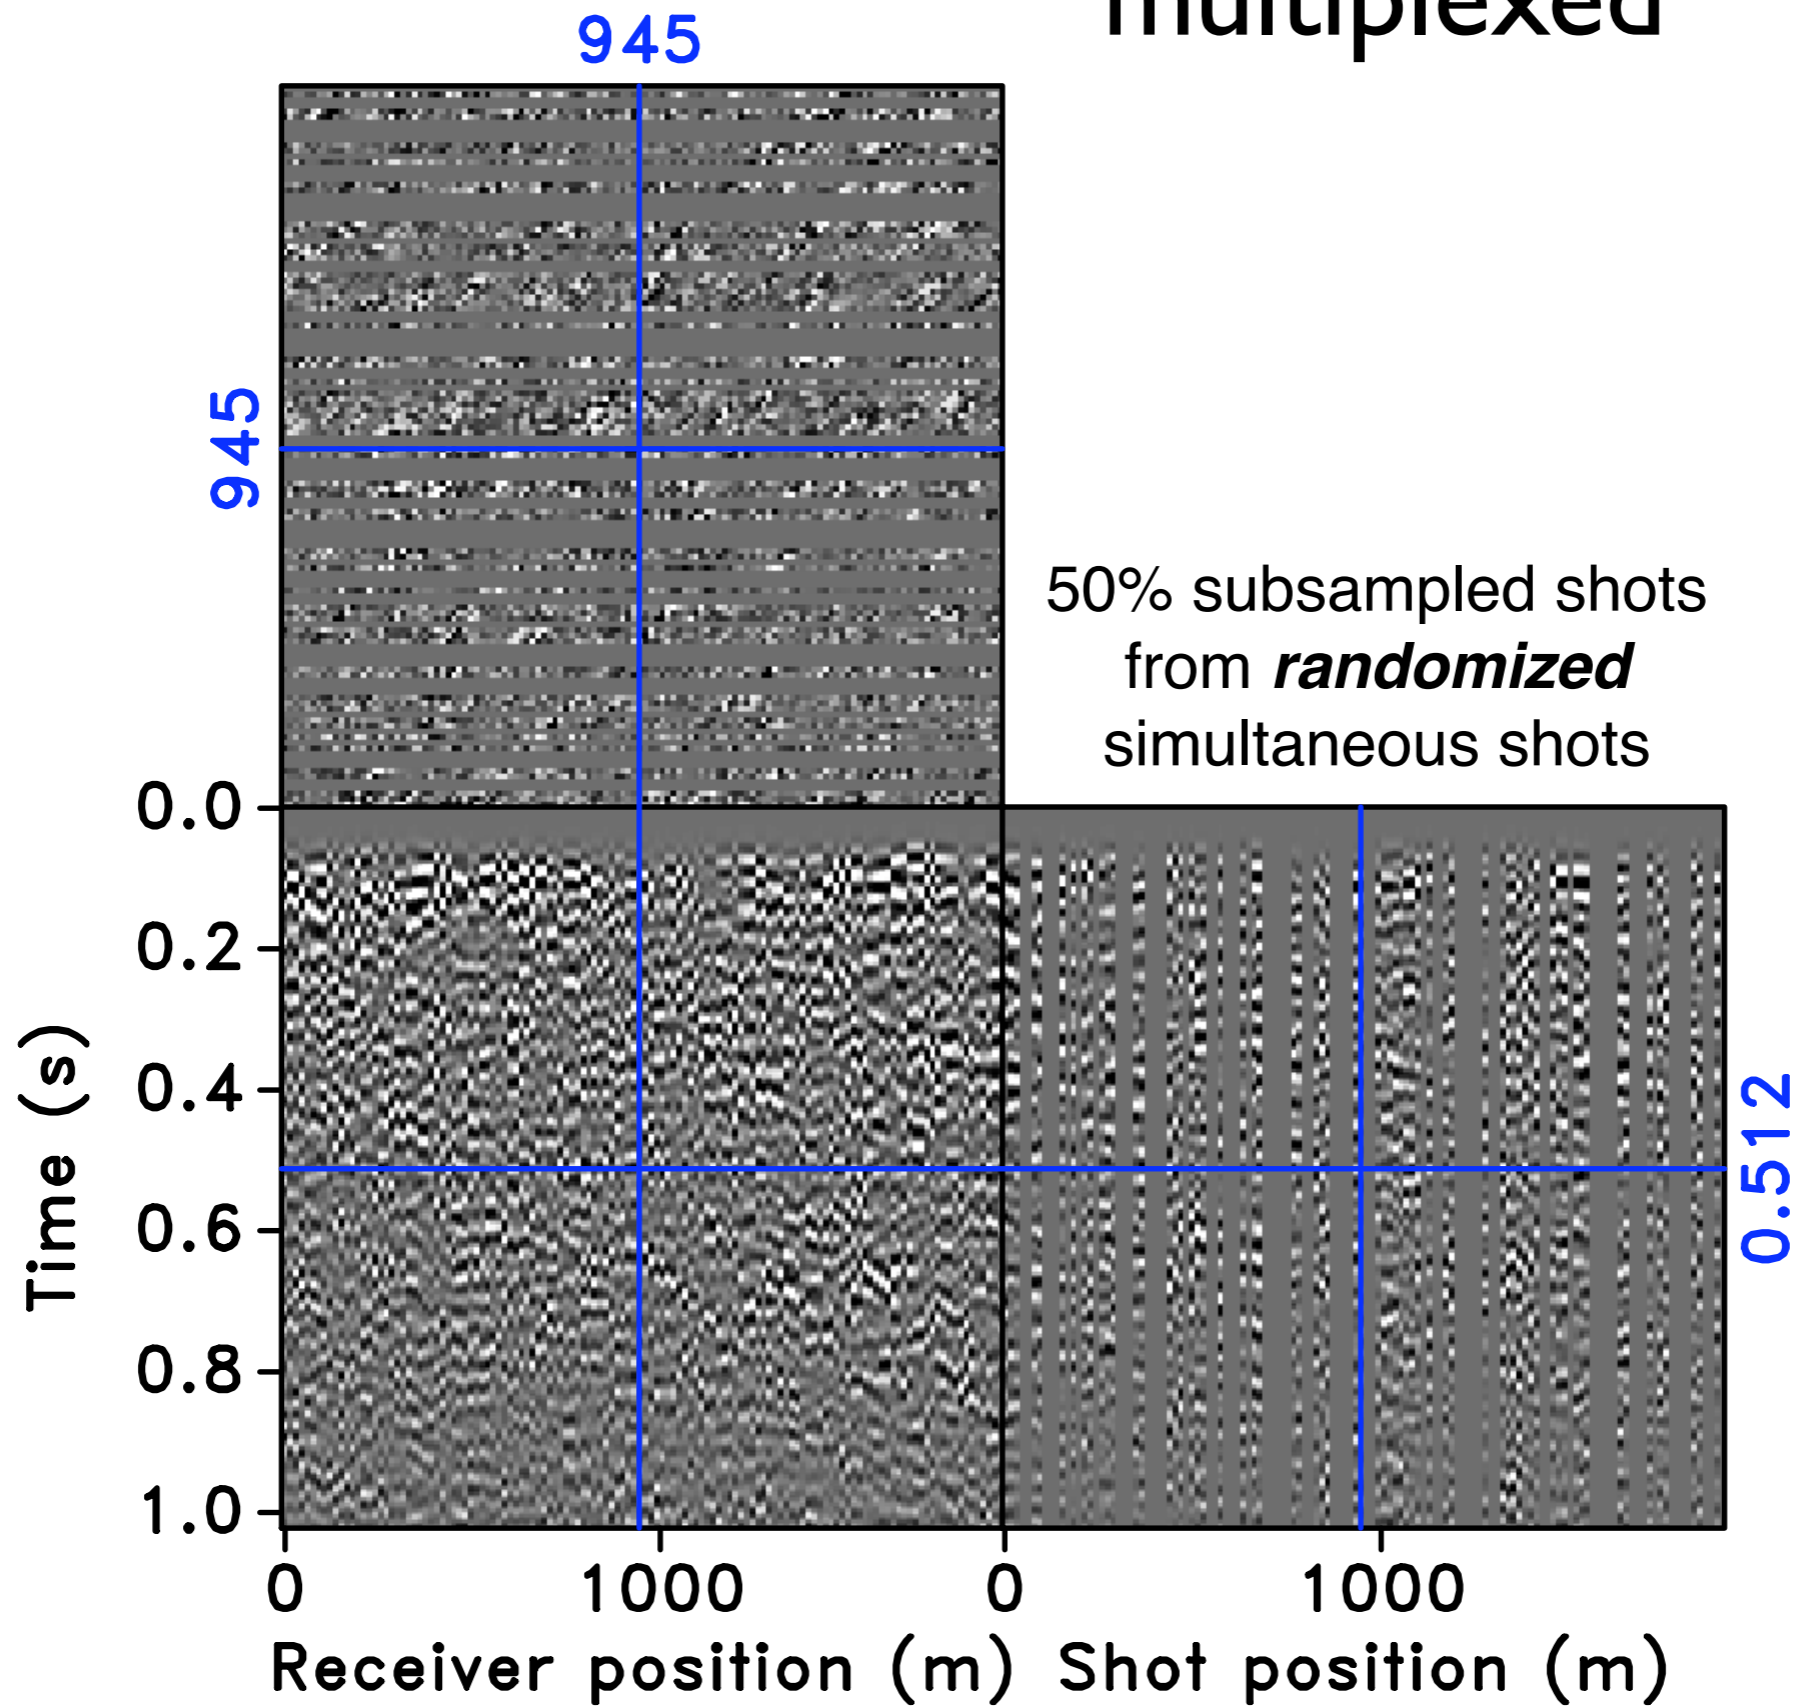 multiplexed
945
945
50% subsampled shots
from randomized
simultaneous shots
0.0
0.2
0.4
0.6
0.8
1.0
Time (s)
0.512
0 1000 0 1000
Receiver position (m) Shot position (m)